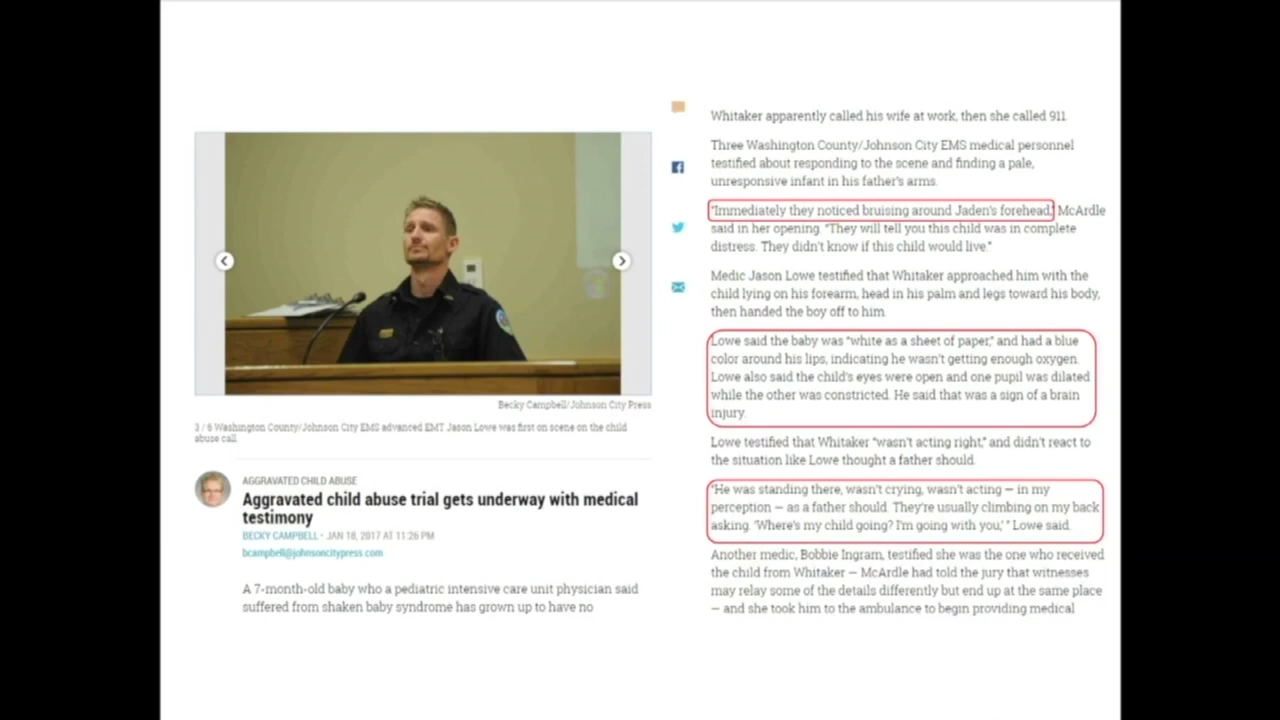 Becky Campbell/Johnson City Press
3 / 6 Washington County/Johnson City EMS advanced EMT Jason Lowe was first on scene on the child
abuse call.
AGGRAVATED CHILD ABUSE
Aggravated child abuse trial gets underway with medical
testimony
BECKY CAMPBELL • JAN 18, 2017 AT 11:26 PM
bcampbell@johnsoncitypress.com
A 7-month-old baby who a pediatric intensive care unit physician said
suffered from shaken baby syndrome has grown up to have no
Whitaker apparently called his wife at work, then she called 911.
Three Washington County/Johnson City EMS medical personnel
testified about responding to the scene and finding a pale,
unresponsive infant in his father's arms.
"Immediately they noticed bruising around Jaden's forehead," McArdle
said in her opening. "They will tell you this child was in complete
distress. They didn't know if this child would live."
Medic Jason Lowe testified that Whitaker approached him with the
child lying on his forearm, head in his palm and legs toward his body,
then handed the boy off to him.
Lowe said the baby was "white as a sheet of paper," and had a blue
color around his lips, indicating he wasn't getting enough oxygen.
Lowe also said the child's eyes were open and one pupil was dilated
while the other was constricted. He said that was a sign of a brain
injury.
Lowe testified that Whitaker "wasn't acting right," and didn't react to
the situation like Lowe thought a father should.
"He was standing there, wasn't crying, wasn't acting — in my
perception — as a father should. They're usually climbing on my back
asking. 'Where's my child going? I'm going with you,' " Lowe said.
Another medic, Bobbie Ingram, testified she was the one who received
the child from Whitaker — McArdle had told the jury that witnesses
may relay some of the details differently but end up at the same place
— and she took him to the ambulance to begin providing medical